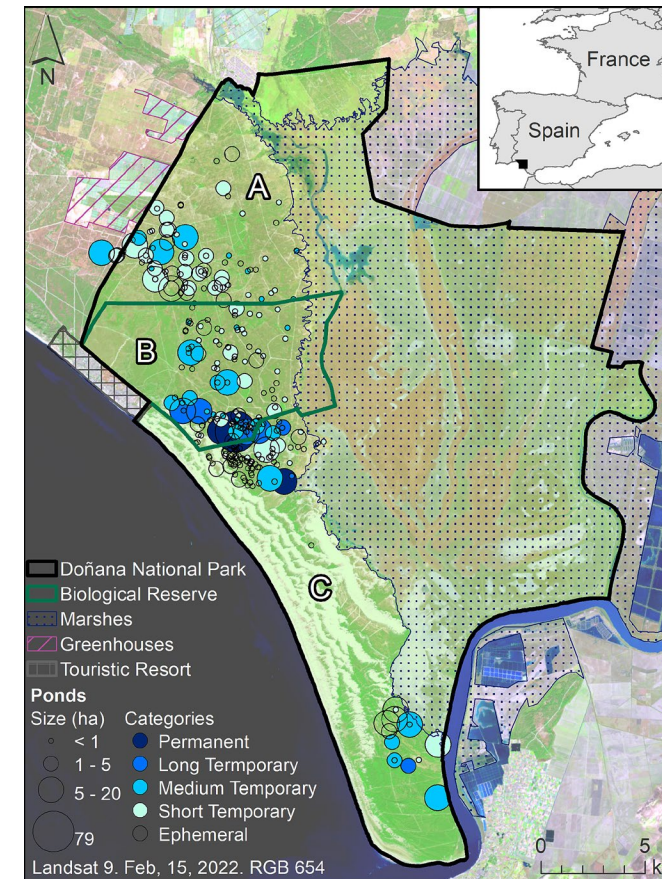 France
Spain
N
A
B
C
Doñana National Park
Biological Reserve
Marshes
Greenhouses
Touristic Resort
Ponds
Size (ha) Categories
< 1 Permanent
1 - 5 Long Termporary
5 - 20 Medium Temporary
Short Temporary
79 Ephemeral
0 5
k
Landsat 9. Feb, 15, 2022. RGB 654